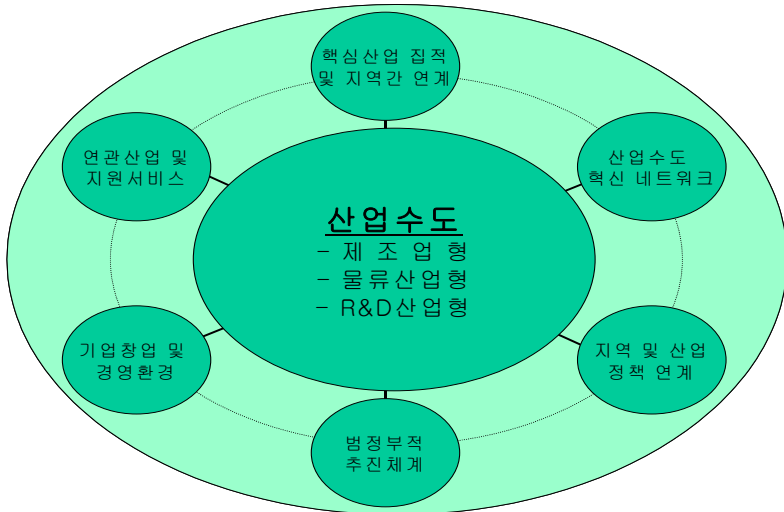 핵심산업 집적
및 지역간 연계
연관산업 및
지원서비스
산업수도
혁신 네트워크
산업수도
- 제 조 업 형
- 물류산업형
- R&D산업형
기업창업 및
경영환경
지역 및 산업
정책 연계
범정부적
추진체계